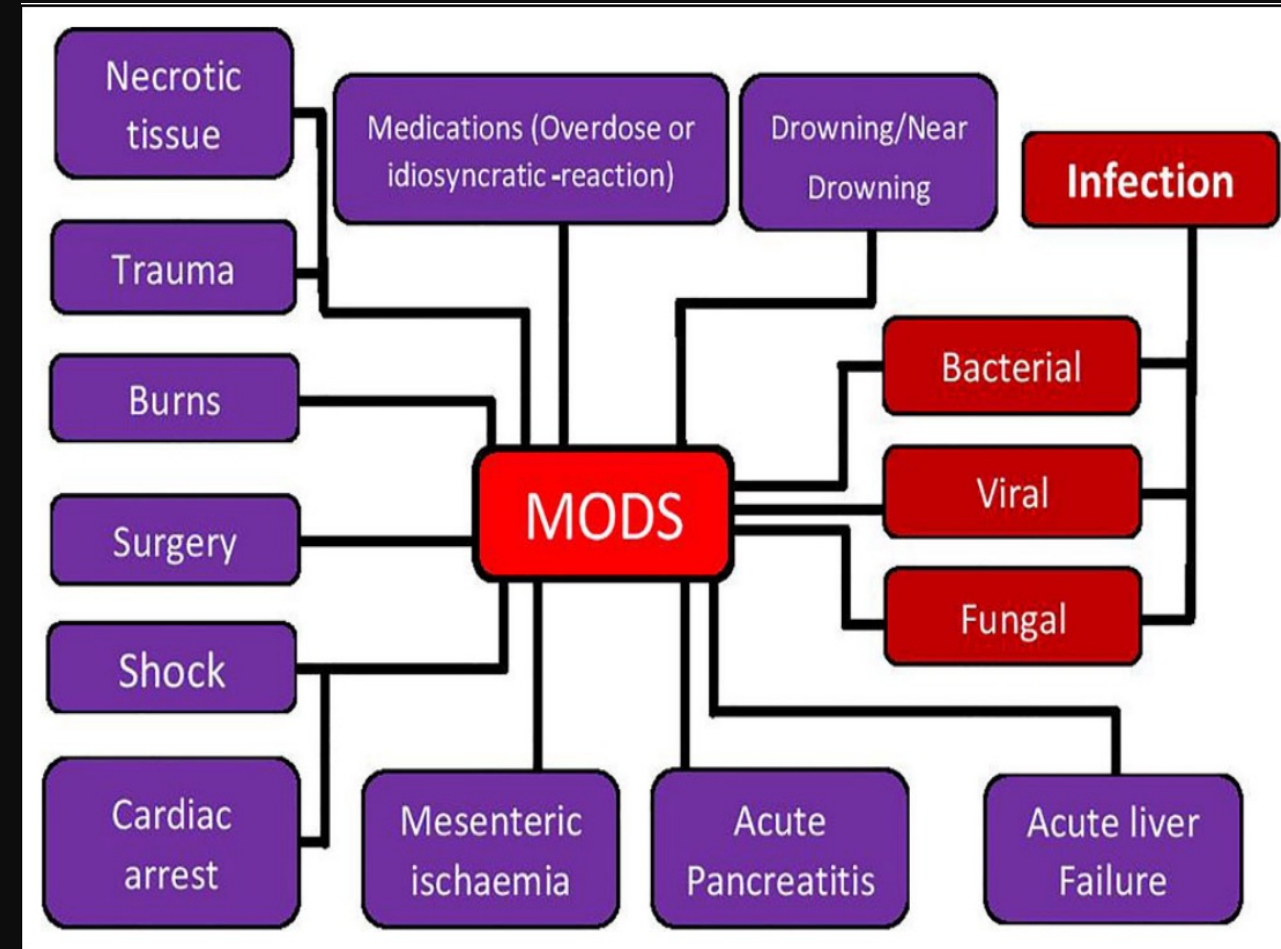 Necrotic
tissue
Medications (Overdose or
idiosyncratic-reaction)
Drowning/Near
Drowning
Infection
Trauma
Burns
Bacterial
MODS
Viral
Surgery
Fungal
Shock
Cardiac
arrest
Mesenteric
ischaemia
Acute
Pancreatitis
Acute liver
Failure